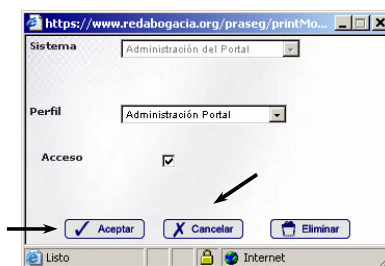 https://www.redabogacia.org/praseg/printMo...
Sistema Administración del Portal
Perfil Administración Portal
Acceso
Aceptar Cancelar Eliminar
Listo Internet